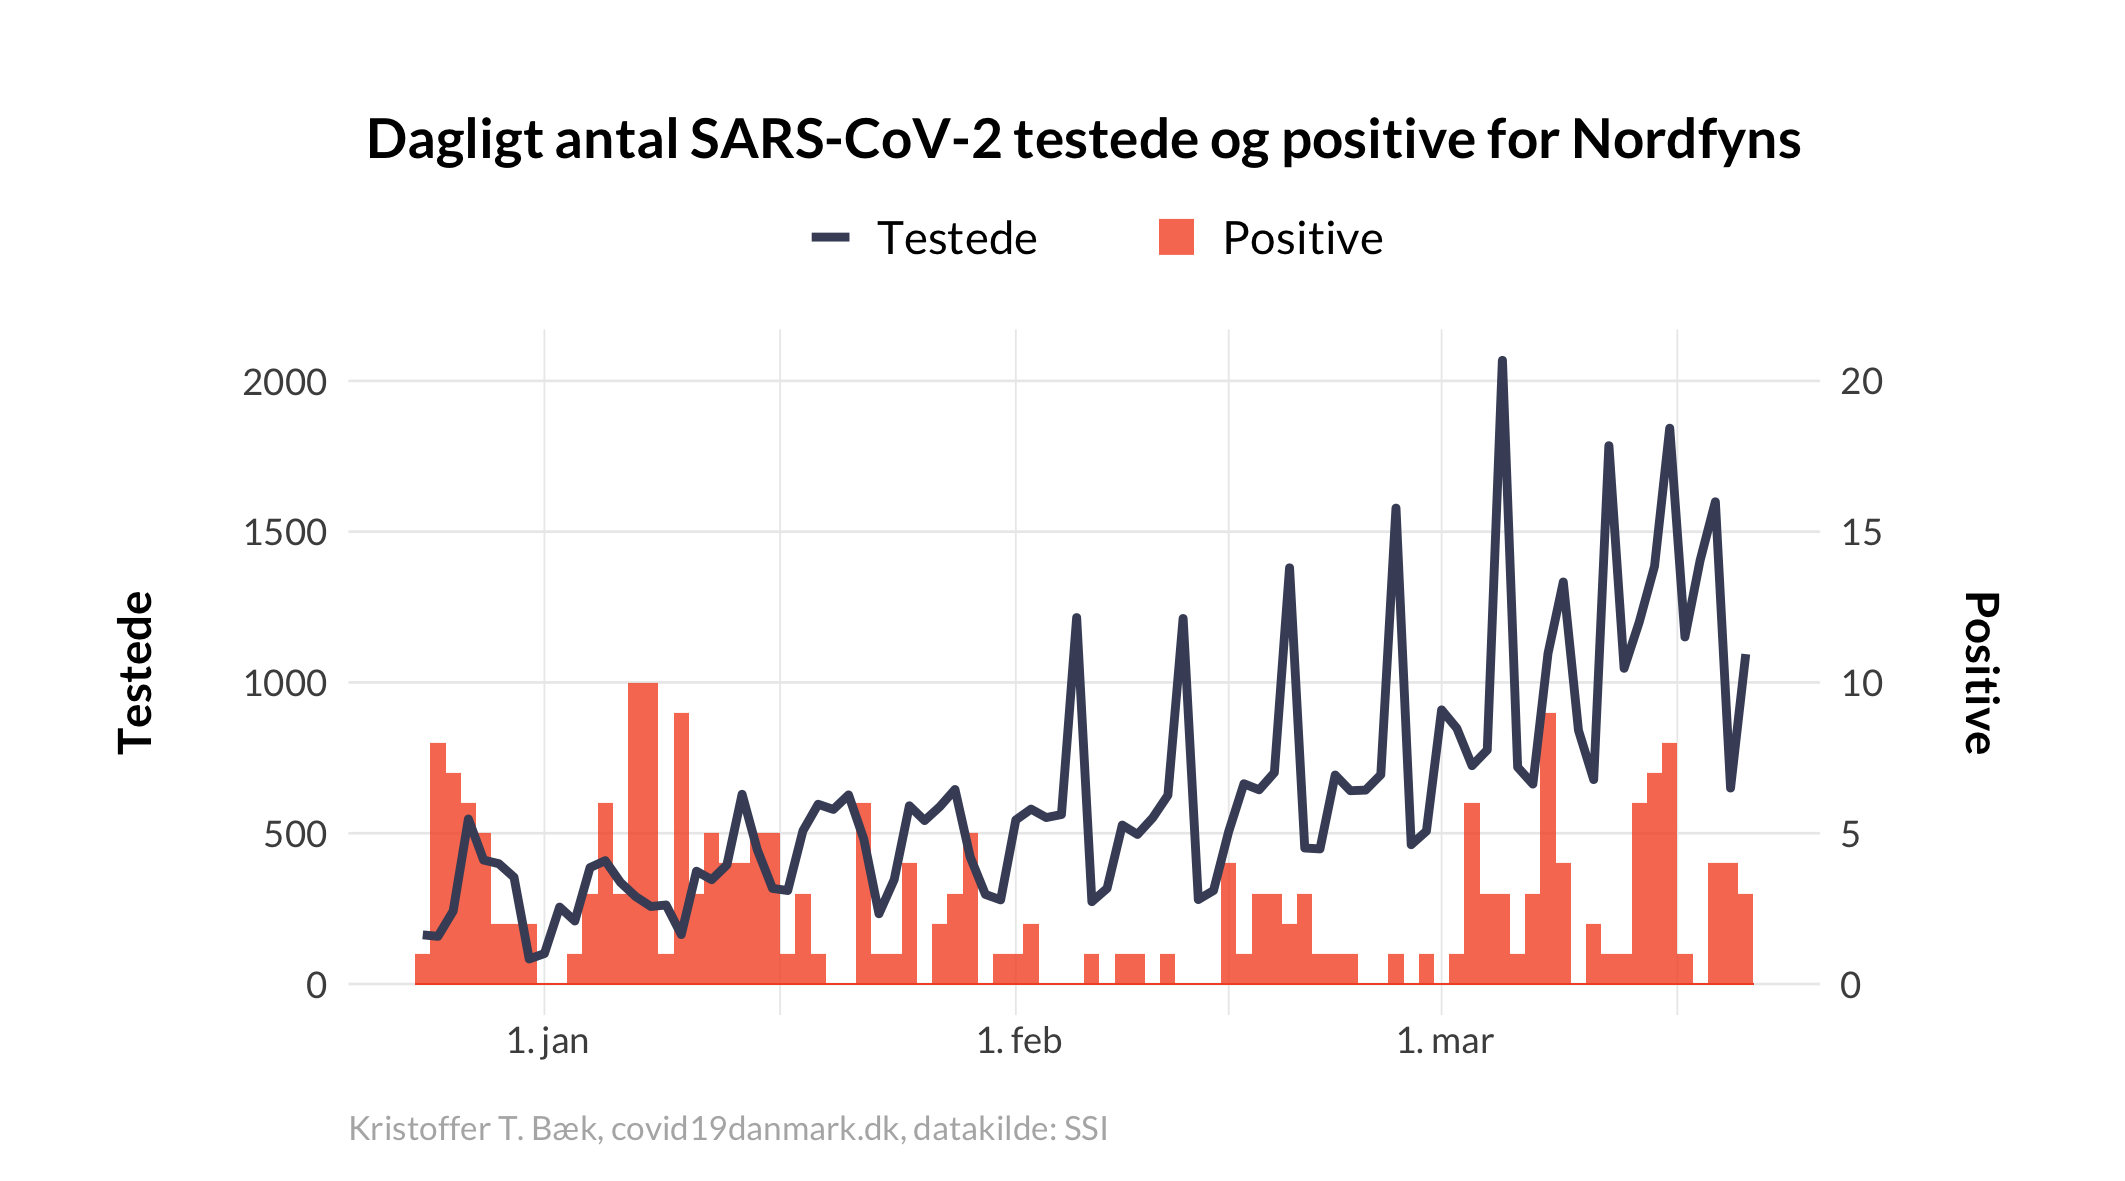 Dagligt antal SARS-CoV-2 testede og positive for Nordfyns
Testede
Positive
2000
1500
1000
500
0
Testede
20
15
10
5
0
Positive
1. jan
1. feb
1. mar
Kristoffer T. Bæk, covid19danmark.dk, datakilde: SSI